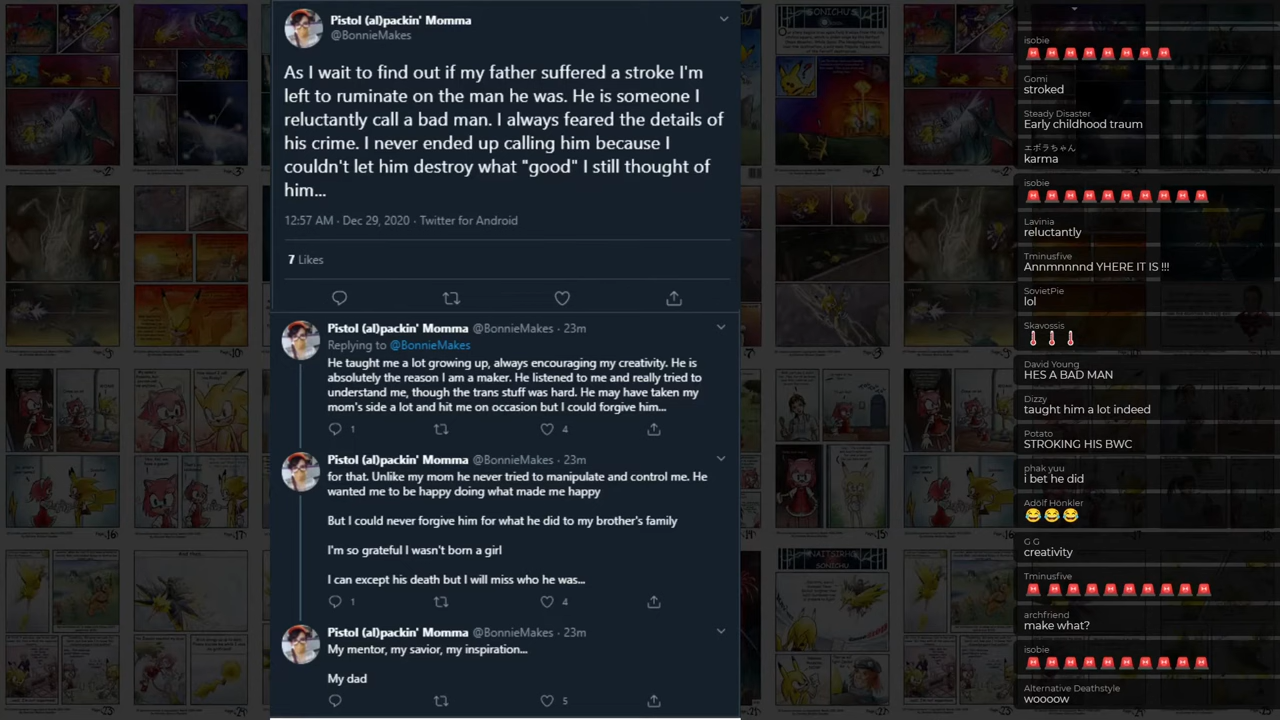 Pistol (al)packin' Momma
@BonnieMakes
As I wait to find out if my father suffered a stroke I'm
left to ruminate on the man he was. He is someone I
reluctantly call a bad man. I always feared the details of
his crime. I never ended up calling him because I
couldn't let him destroy what "good" I still thought of
him...
12:57 AM · Dec 29, 2020 · Twitter for Android
7 Likes
Pistol (al)packin' Momma @BonnieMakes · 23m
Replying to @BonnieMakes
He taught me a lot growing up, always encouraging my creativity. He is
absolutely the reason I am a maker. He listened to me and really tried to
understand me, though the trans stuff was hard. He may have taken my
mom's side a lot and hit me on occasion but I could forgive him...
1 4
Pistol (al)packin' Momma @BonnieMakes · 23m
for that. Unlike my mom he never tried to manipulate and control me. He
wanted me to be happy doing what made me happy
But I could never forgive him for what he did to my brother's family
I'm so grateful I wasn't born a girl
I can except his death but I will miss who he was...
1 4
Pistol (al)packin' Momma @BonnieMakes · 23m
My mentor, my savior, my inspiration...
My dad
5
isobie
Gomi
stroked
Steady Disaster
Early childhood traum
エボラちゃん
karma
isobie
Lavinia
reluctantly
Tminusfive
Annmnnnnd YHERE IT IS !!!
SovietPie
lol
Skavossis
David Young
HES A BAD MAN
Dizzy
taught him a lot indeed
Potato
STROKING HIS BWC
phak yuu
i bet he did
Adölf Hönkler
G G
creativity
Tminusfive
archfriend
make what?
isobie
Alternative Deathstyle
woooow